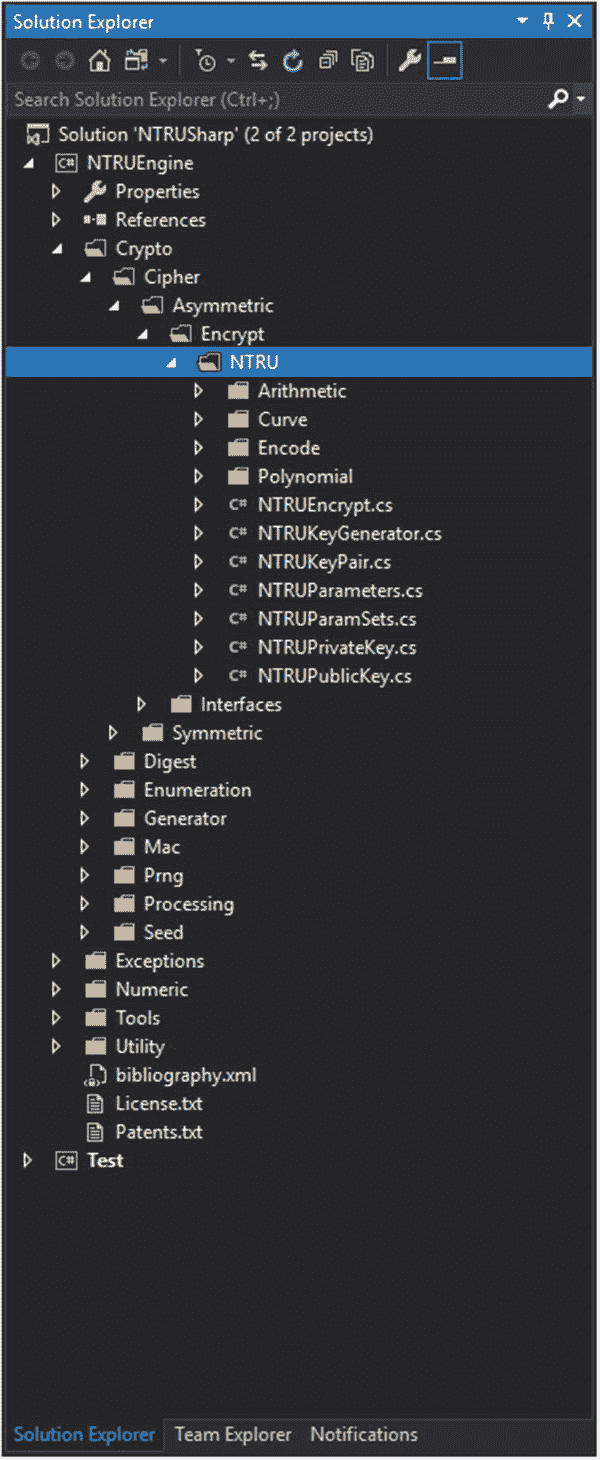 Solution Explorer
Search Solution Explorer (Ctrl+;)
Solution 'NTRUSharp' (2 of 2 projects)
C# NTRUEngine
Properties
References
Crypto
Cipher
Asymmetric
Encrypt
NTRU
Arithmetic
Curve
Encode
Polynomial
C# NTRUEncrypt.cs
C# NTRUKeyGenerator.cs
C# NTRUKeyPair.cs
C# NTRUParameters.cs
C# NTRUParamSets.cs
C# NTRUPrivateKey.cs
C# NTRUPublicKey.cs
Interfaces
Symmetric
Digest
Enumeration
Generator
Mac
Prng
Processing
Seed
Exceptions
Numeric
Tools
Utility
bibliography.xml
License.txt
Patents.txt
C# Test
Solution Explorer Team Explorer Notifications